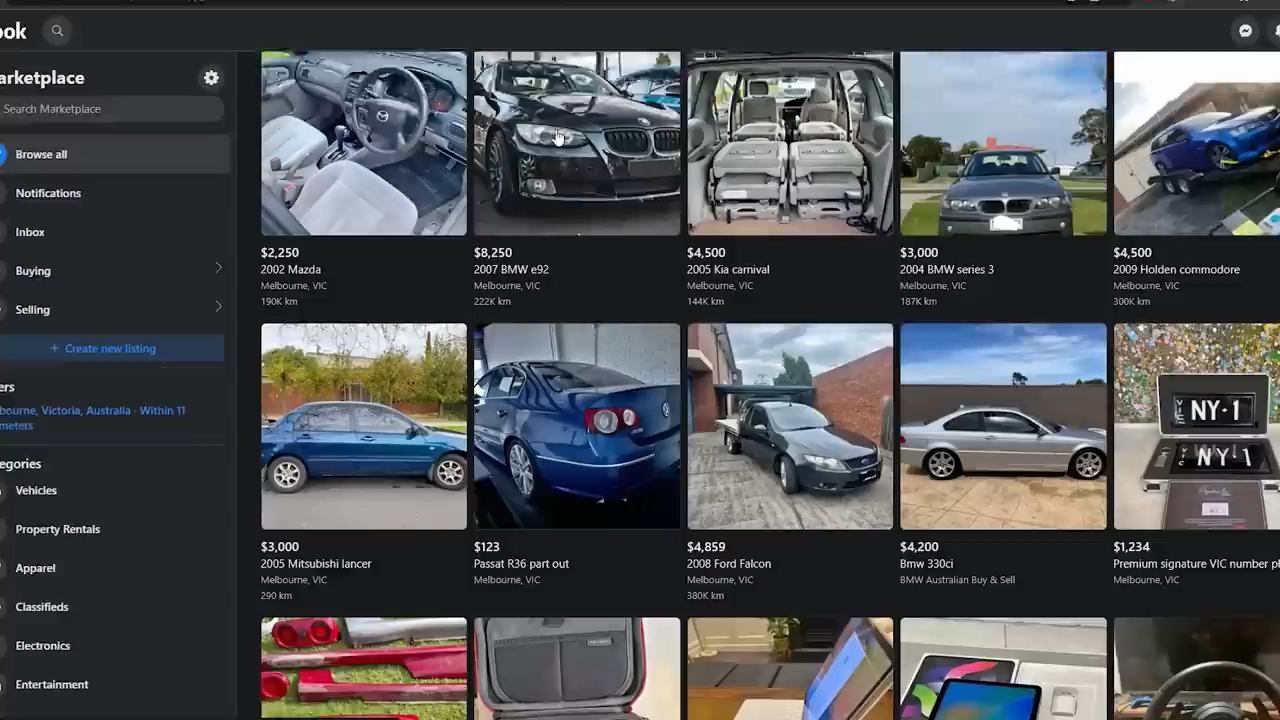 ook
arketplace
Search Marketplace
Browse all
Notifications
Inbox
Buying
Selling
+ Create new listing
ers
bourne, Victoria, Australia · Within 11
meters
egories
Vehicles
Property Rentals
Apparel
Classifieds
Electronics
Entertainment
$2,250
2002 Mazda
Melbourne, VIC
190K km
$8,250
2007 BMW e92
Melbourne, VIC
222K km
$4,500
2005 Kia carnival
Melbourne, VIC
144K km
$3,000
2004 BMW series 3
Melbourne, VIC
187K km
$4,500
2009 Holden commodore
Melbourne, VIC
300K km
$3,000
2005 Mitsubishi lancer
Melbourne, VIC
290 km
$123
Passat R36 part out
Melbourne, VIC
$4,859
2008 Ford Falcon
Melbourne, VIC
380K km
$4,200
Bmw 330ci
BMW Australian Buy & Sell
NY·1
NY 1
$1,234
Premium signature VIC number pl
Melbourne, VIC